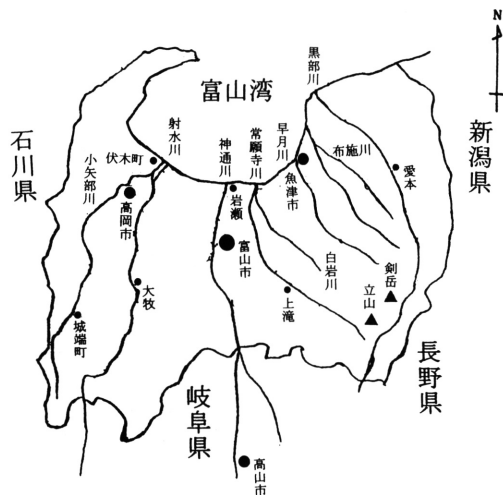 N
黒部川
富山湾
早月川
常願寺川
神通川
射水川
伏木町
小矢部川
石川県
新潟県
布施川
愛本
魚津市
岩瀬
高岡市
富山市
白岩川
剣岳
立山
上滝
大牧
城端町
長野県
岐阜県
高山市